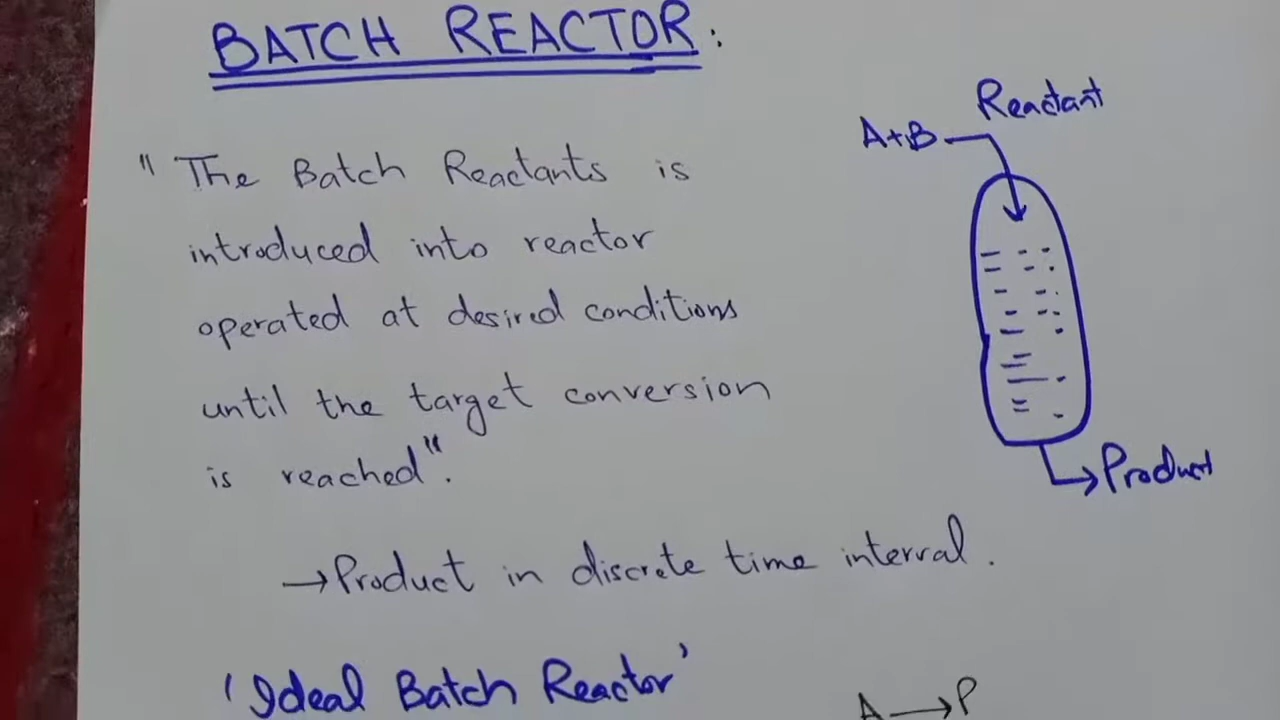 BATCH REACTOR:
"The Batch Reactants is
introduced into reactor
operated at desired conditions
until the target conversion
is reached".
Reactant
A+B
→Product
→Product in discrete time interval.
'Ideal Batch Reactor'
A→P